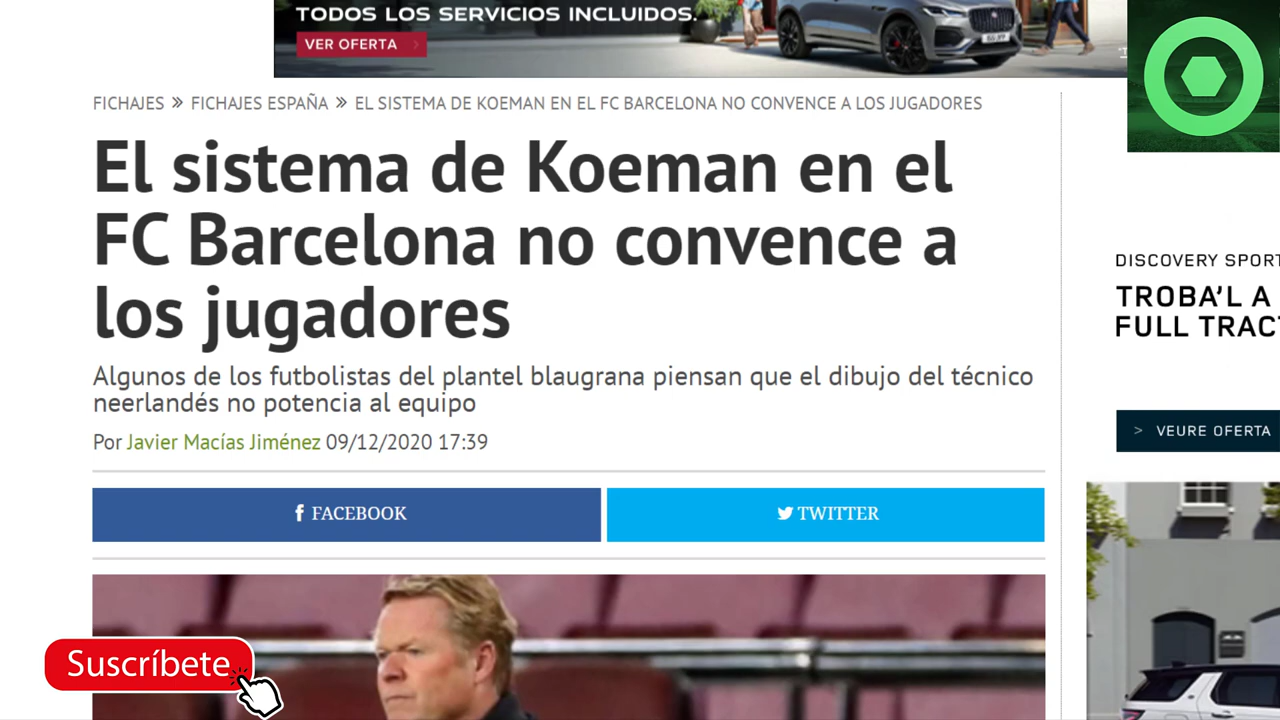 TODOS LOS SERVICIOS INCLUIDOS.
VER OFERTA >
FICHAJES » FICHAJES ESPAÑA » EL SISTEMA DE KOEMAN EN EL FC BARCELONA NO CONVENCE A LOS JUGADORES
El sistema de Koeman en el
FC Barcelona no convence a
los jugadores
Algunos de los futbolistas del plantel blaugrana piensan que el dibujo del técnico
neerlandés no potencia al equipo
Por Javier Macías Jiménez 09/12/2020 17:39
f FACEBOOK
TWITTER
DISCOVERY SPORT
TROBA'L A
FULL TRAC
> VEURE OFERTA
Suscríbete